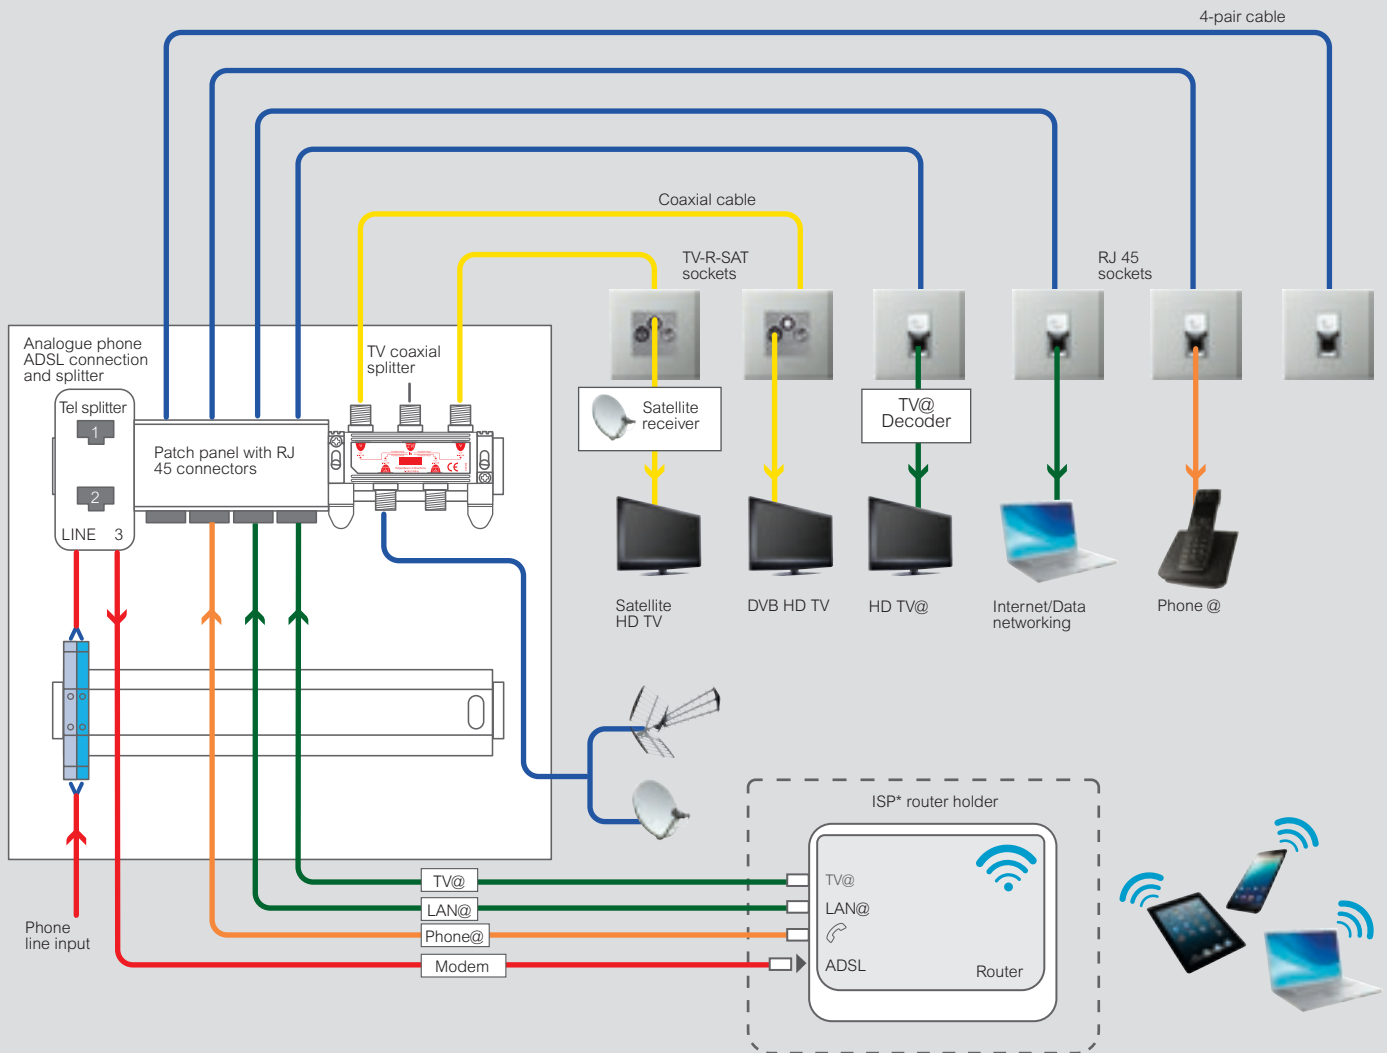 4-pair cable
Coaxial cable
TV-R-SAT
sockets
RJ 45
sockets
Analogue phone
ADSL connection
and splitter
TV coaxial
splitter
Tel splitter
1
2
LINE 3
Patch panel with RJ
45 connectors
CE
Satellite
receiver
TV@
Decoder
Satellite
HD TV
DVB HD TV
HD TV@
Internet/Data
networking
Phone @
ISP* router holder
TV@
LAN@
Phone@
Modem
TV@
LAN@
ADSL
Router
Phone
line input